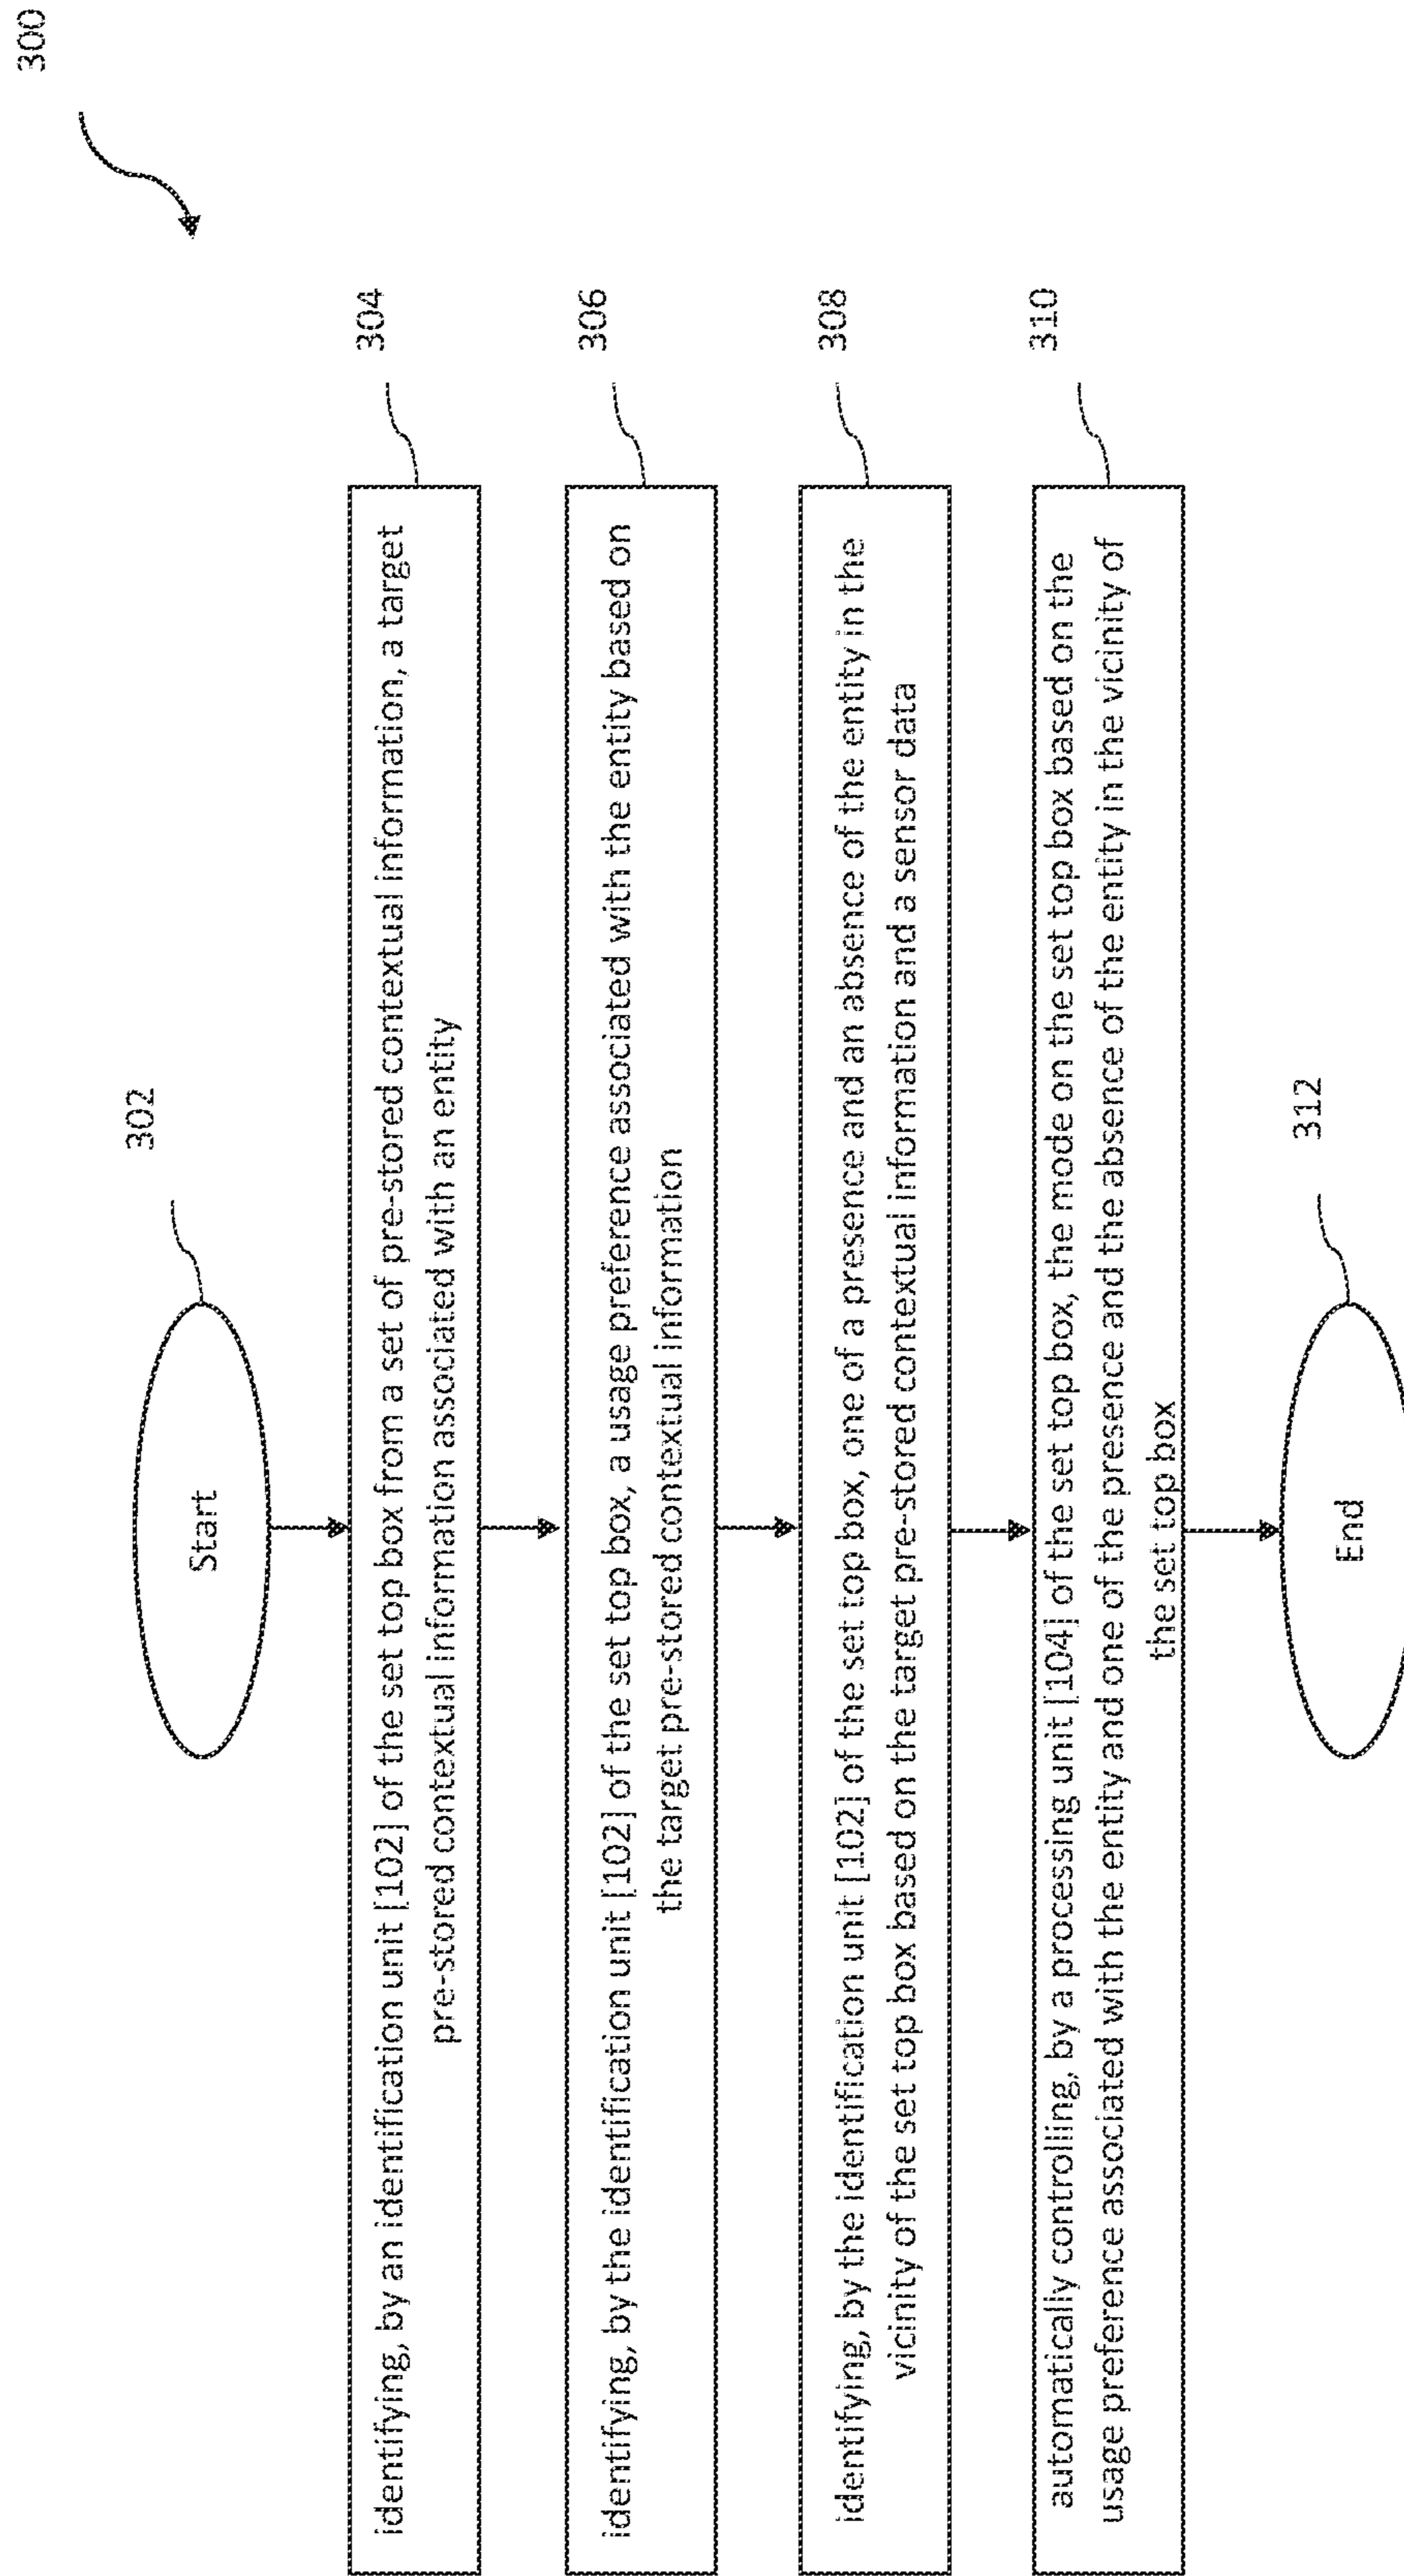 300
302
Start
304
identifying, by an identification unit [102] of the set top box from a set of pre-stored contextual information, a target
pre-stored contextual information associated with an entity
306
identifying, by the identification unit [102] of the set top box, a usage preference associated with the entity based on
the target pre-stored contextual information
308
identifying, by the identification unit [102] of the set top box, one of a presence and an absence of the entity in the
vicinity of the set top box based on the target pre-stored contextual information and a sensor data
310
automatically controlling, by a processing unit [104] of the set top box, the mode on the set top box based on the
usage preference associated with the entity and one of the presence and the absence of the entity in the vicinity of
the set top box
312
End